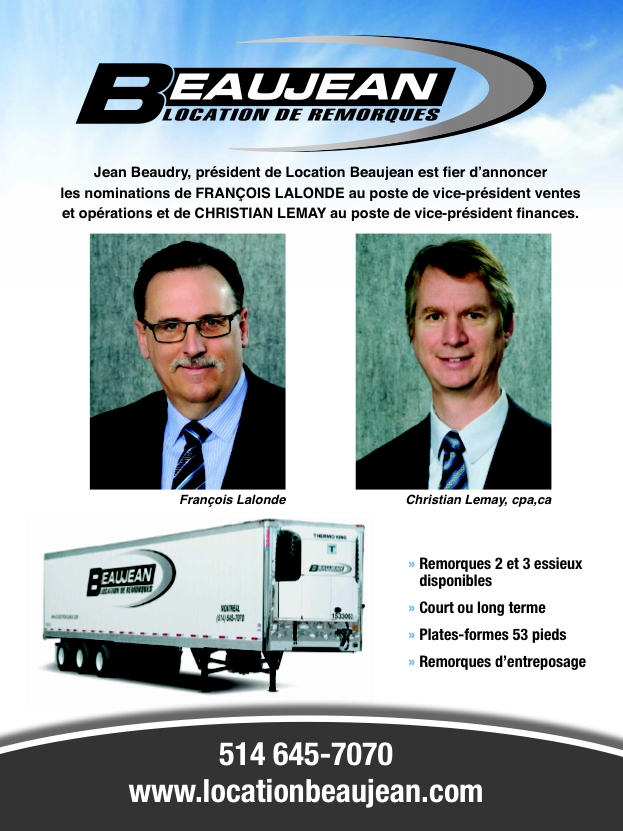 BEAUJEAN
LOCATION DE REMORQUES
Jean Beaudry, président de Location Beaujean est fier d'annoncer
les nominations de FRANÇOIS LALONDE au poste de vice-président ventes
et opérations et de CHRISTIAN LEMAY au poste de vice-président finances.
François Lalonde
Christian Lemay, cpa,ca
THERMO KING
T
BEAUJEAN
BEAUJEAN
LOCATION DE REMORQUES
MONTREAL
(514) 645-7070
» Remorques 2 et 3 essieux
disponibles
» Court ou long terme
» Plates-formes 53 pieds
» Remorques d'entreposage
514 645-7070
www.locationbeaujean.com